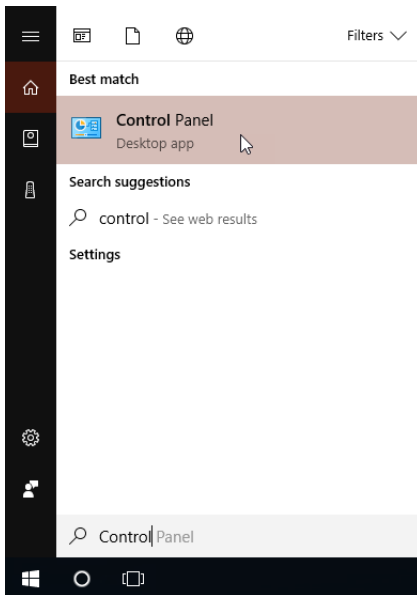 Filters
Best match
Control Panel
Desktop app
Search suggestions
control - See web results
Settings
Control Panel